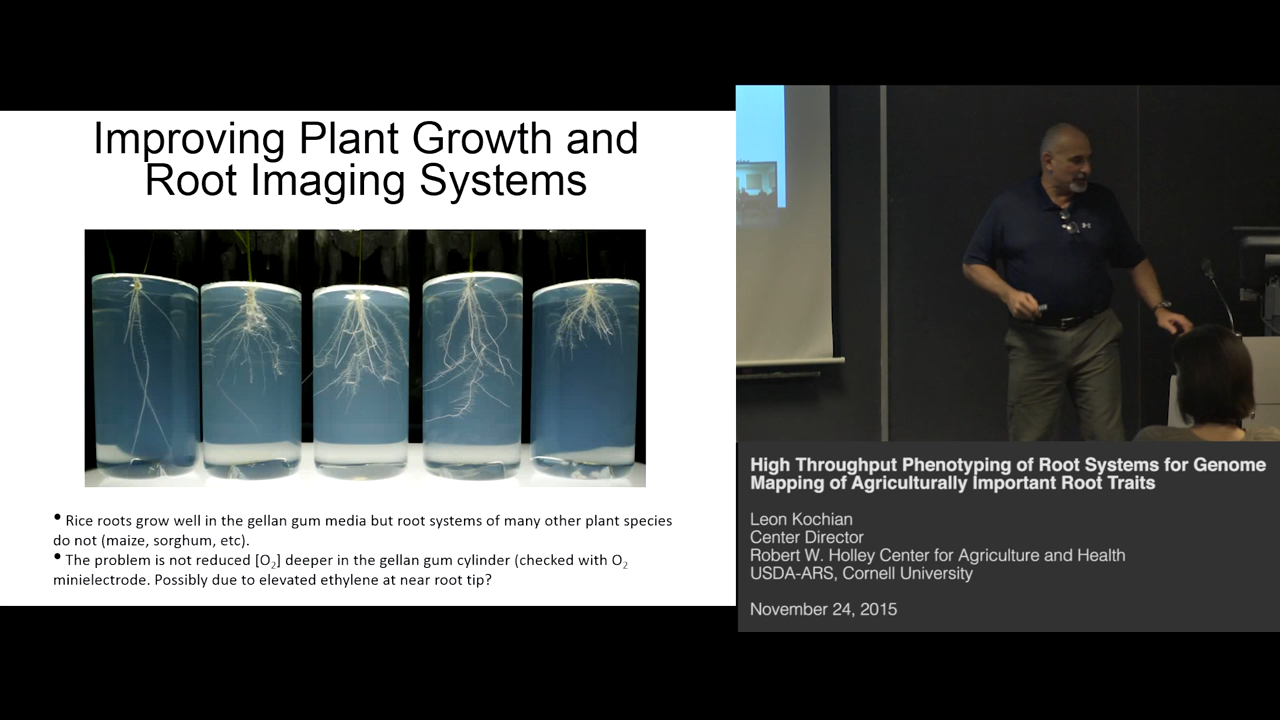 Improving Plant Growth and
Root Imaging Systems
• Rice roots grow well in the gellan gum media but root systems of many other plant species
do not (maize, sorghum, etc).
• The problem is not reduced [O₂] deeper in the gellan gum cylinder (checked with O₂
minielectrode. Possibly due to elevated ethylene at near root tip?
High Throughput Phenotyping of Root Systems for Genome
Mapping of Agriculturally Important Root Traits
Leon Kochian
Center Director
Robert W. Holley Center for Agriculture and Health
USDA-ARS, Cornell University
November 24, 2015